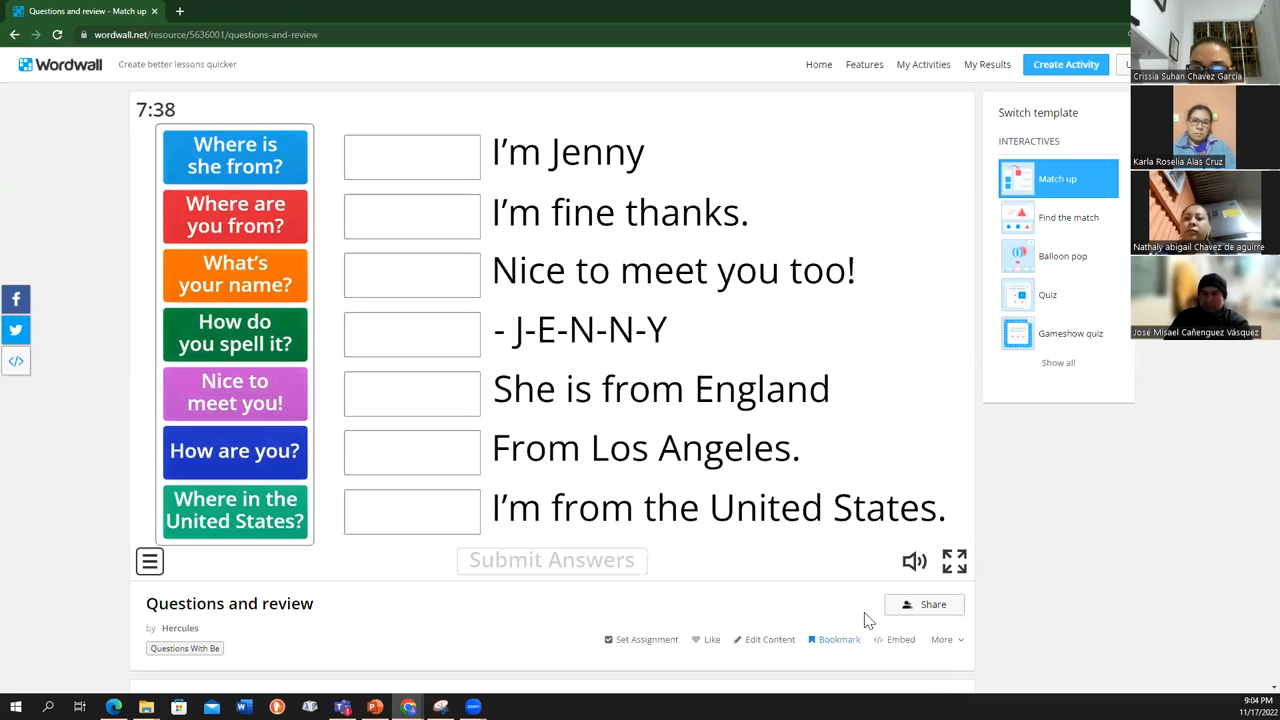 Questions and review - Match up
wordwall.net/resource/5636001/questions-and-review
Wordwall
Create better lessons quicker
Home
Features
My Activities
My Results
Create Activity
7:38
Where is
she from?
Where are
you from?
What's
your name?
How do
you spell it?
Nice to
meet you!
How are you?
Where in the
United States?
I'm Jenny
I'm fine thanks.
Nice to meet you too!
- J-E-N-N-Y
She is from England
From Los Angeles.
I'm from the United States.
Submit Answers
Questions and review
by Hercules
Questions With Be
Share
Set Assignment
Like
Edit Content
Bookmark
Embed
More
Switch template
INTERACTIVES
Match up
Find the match
Balloon pop
Quiz
Gameshow quiz
Show all
Crissia Suhan Chavez Garcia
Karla Roselia Alas Cruz
Nathaly abigail Chavez de aguirre
José Misael Cañenguez Vásquez
9:04 PM
11/17/2022